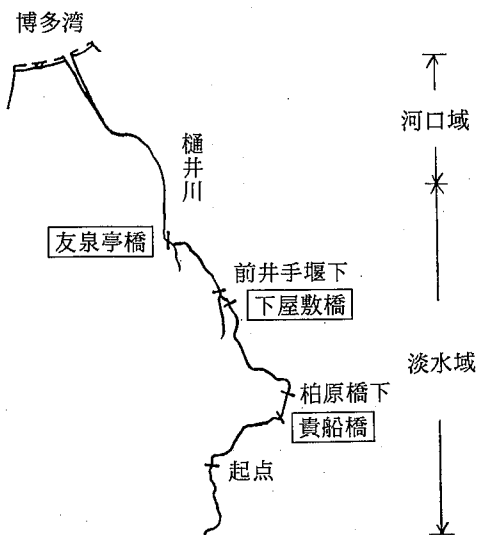 博多湾
河口域
樋井川
友泉亭橋
前井手堰下
下屋敷橋
淡水域
柏原橋下
貴船橋
起点